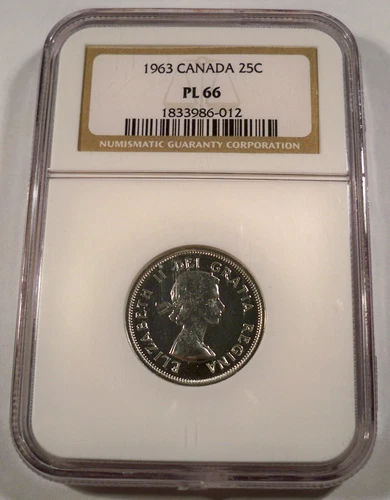 1963 CANADA 25C
PL 66
1833986-012
NUMISMATIC GUARANTY CORPORATION
ELIZABETH II DEI GRATIA REGINA